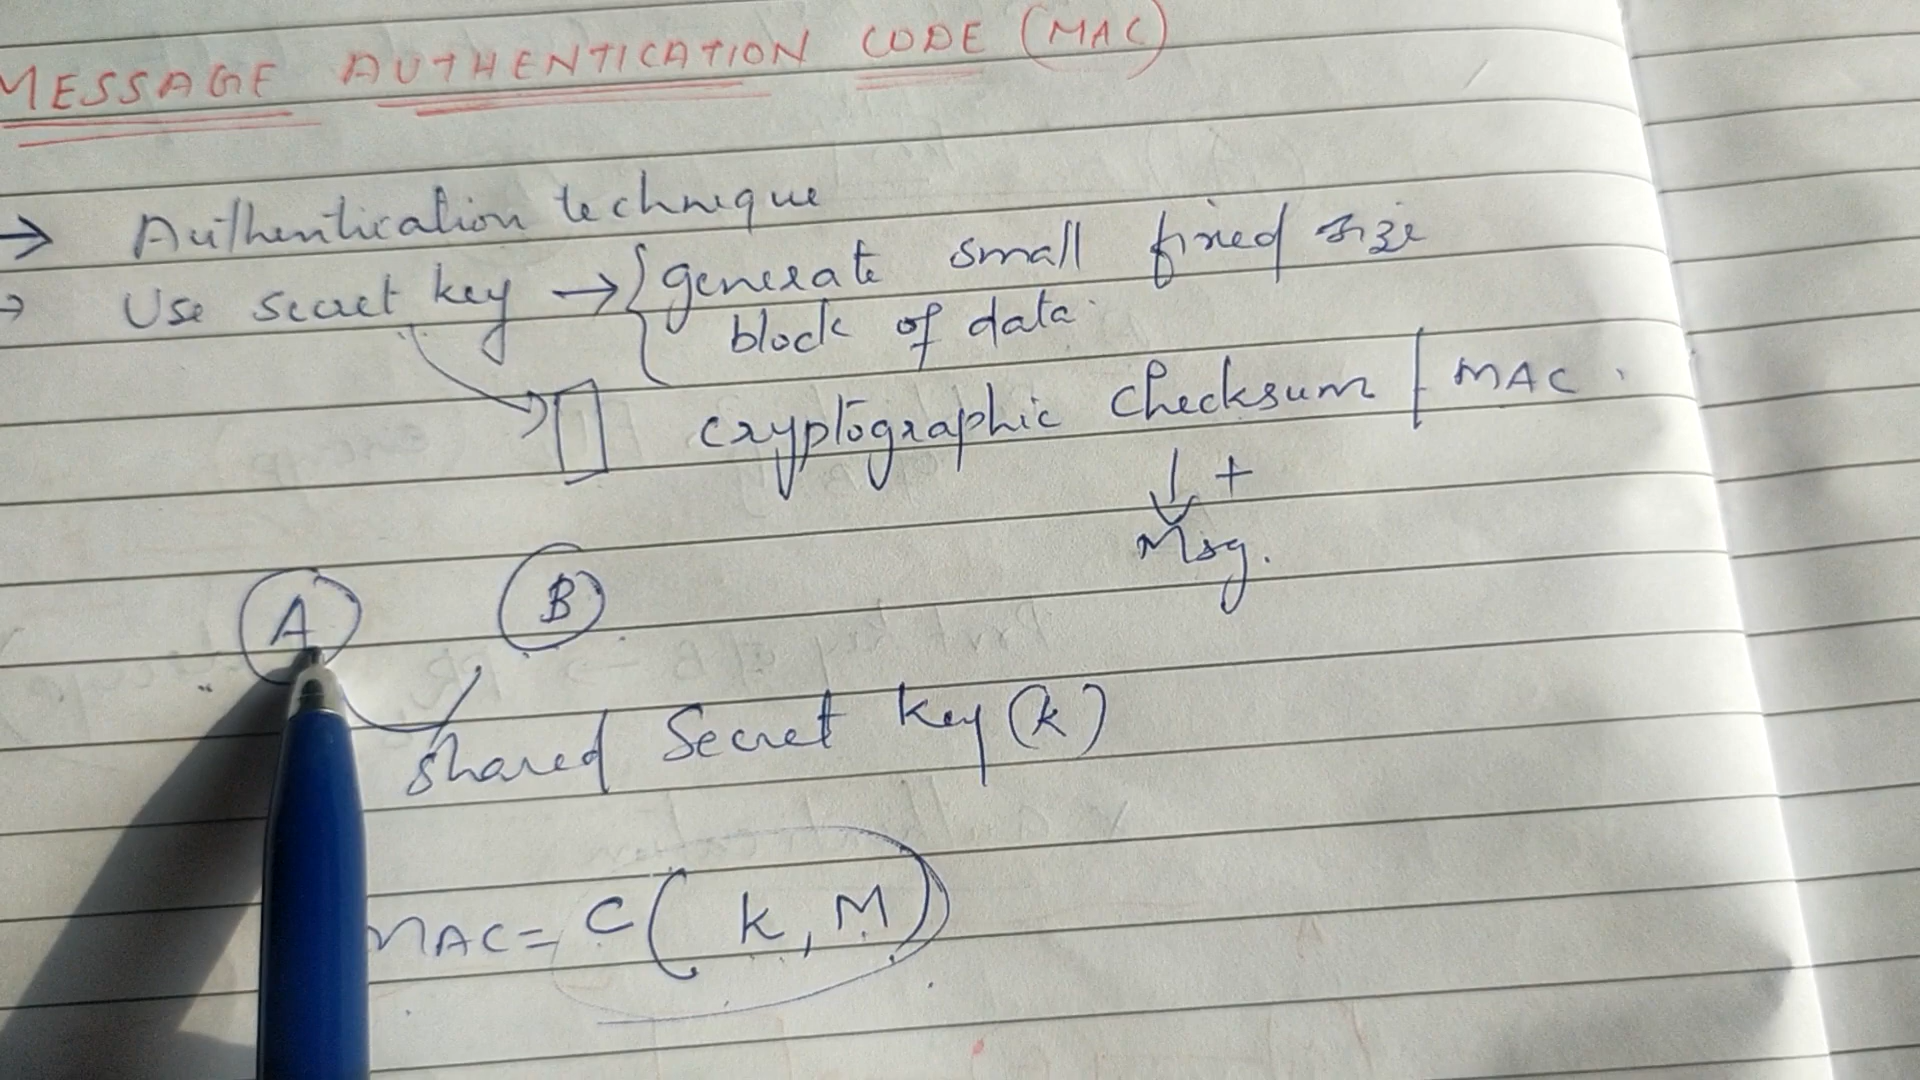 MESSAGE AUTHENTICATION CODE (MAC)
→ Authentication technique
→ Use secret key → { generate small fixed size
block of data.
cryptographic checksum / MAC.
↓ +
Msg.
A B
shared Secret key (k)
MAC = C( k, M )